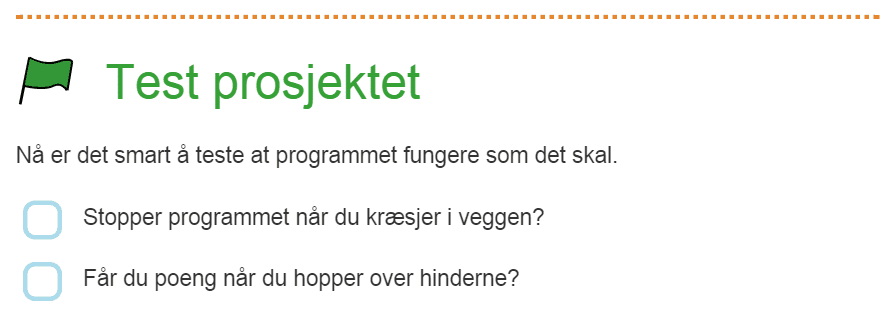 Test prosjektet
Nå er det smart å teste at programmet fungere som det skal.
Stopper programmet når du kræsjer i veggen?
Får du poeng når du hopper over hinderne?